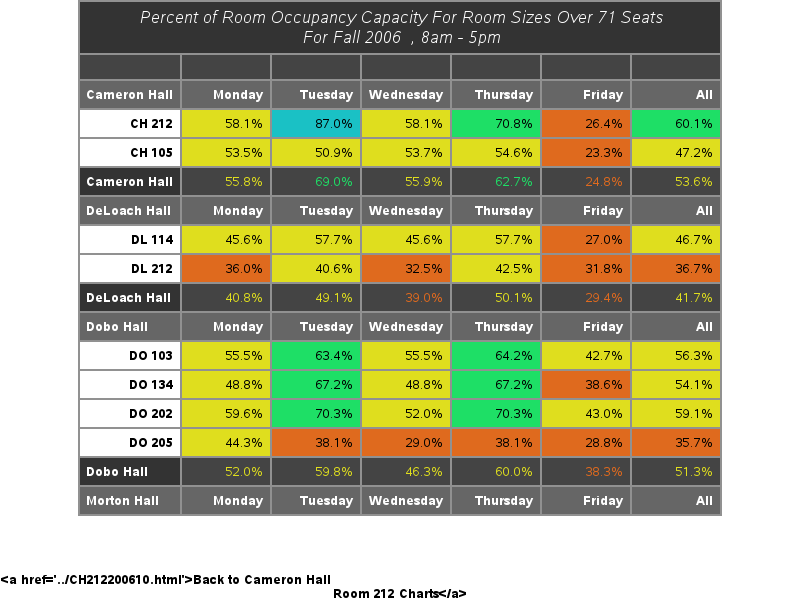 Percent of Room Occupancy Capacity For Room Sizes Over 71 Seats
For Fall 2006 , 8am - 5pm
Cameron Hall Monday Tuesday Wednesday Thursday Friday All
CH 212 58.1% 87.0% 58.1% 70.8% 26.4% 60.1%
CH 105 53.5% 50.9% 53.7% 54.6% 23.3% 47.2%
Cameron Hall 55.8% 69.0% 55.9% 62.7% 24.8% 53.6%
DeLoach Hall Monday Tuesday Wednesday Thursday Friday All
DL 114 45.6% 57.7% 45.6% 57.7% 27.0% 46.7%
DL 212 36.0% 40.6% 32.5% 42.5% 31.8% 36.7%
DeLoach Hall 40.8% 49.1% 39.0% 50.1% 29.4% 41.7%
Dobo Hall Monday Tuesday Wednesday Thursday Friday All
DO 103 55.5% 63.4% 55.5% 64.2% 42.7% 56.3%
DO 134 48.8% 67.2% 48.8% 67.2% 38.6% 54.1%
DO 202 59.6% 70.3% 52.0% 70.3% 43.0% 59.1%
DO 205 44.3% 38.1% 29.0% 38.1% 28.8% 35.7%
Dobo Hall 52.0% 59.8% 46.3% 60.0% 38.3% 51.3%
Morton Hall Monday Tuesday Wednesday Thursday Friday All
<a href='../CH212200610.html'>Back to Cameron Hall
Room 212 Charts</a>